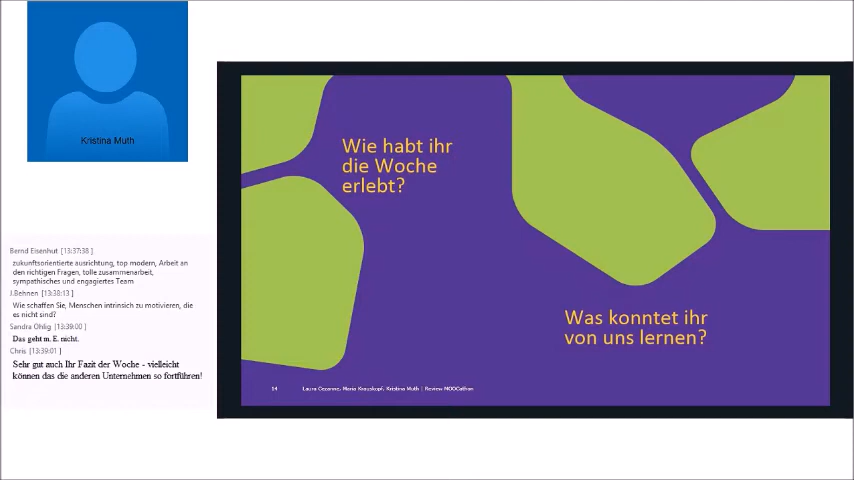 Kristina Muth
Bernd Eisenhut [13:37:38 ]
zukunftsorientierte ausrichtung, top modern, Arbeit an
den richtigen Fragen, tolle zusammenarbeit,
sympathisches und engagiertes Team
J.Behnen [13:38:13 ]
Wie schaffen Sie, Menschen intrinsich zu motivieren, die
es nicht sind?
Sandra Ohlig [13:39:00 ]
Das geht m. E. nicht.
Chris [13:39:01 ]
Sehr gut auch Ihr Fazit der Woche - vielleicht
können das die anderen Unternehmen so fortführen!
Wie habt ihr
die Woche
erlebt?
Was konntet ihr
von uns lernen?
14 Laura Cezanne, Maria Krauskopf, Kristina Muth | Review MOOCathon